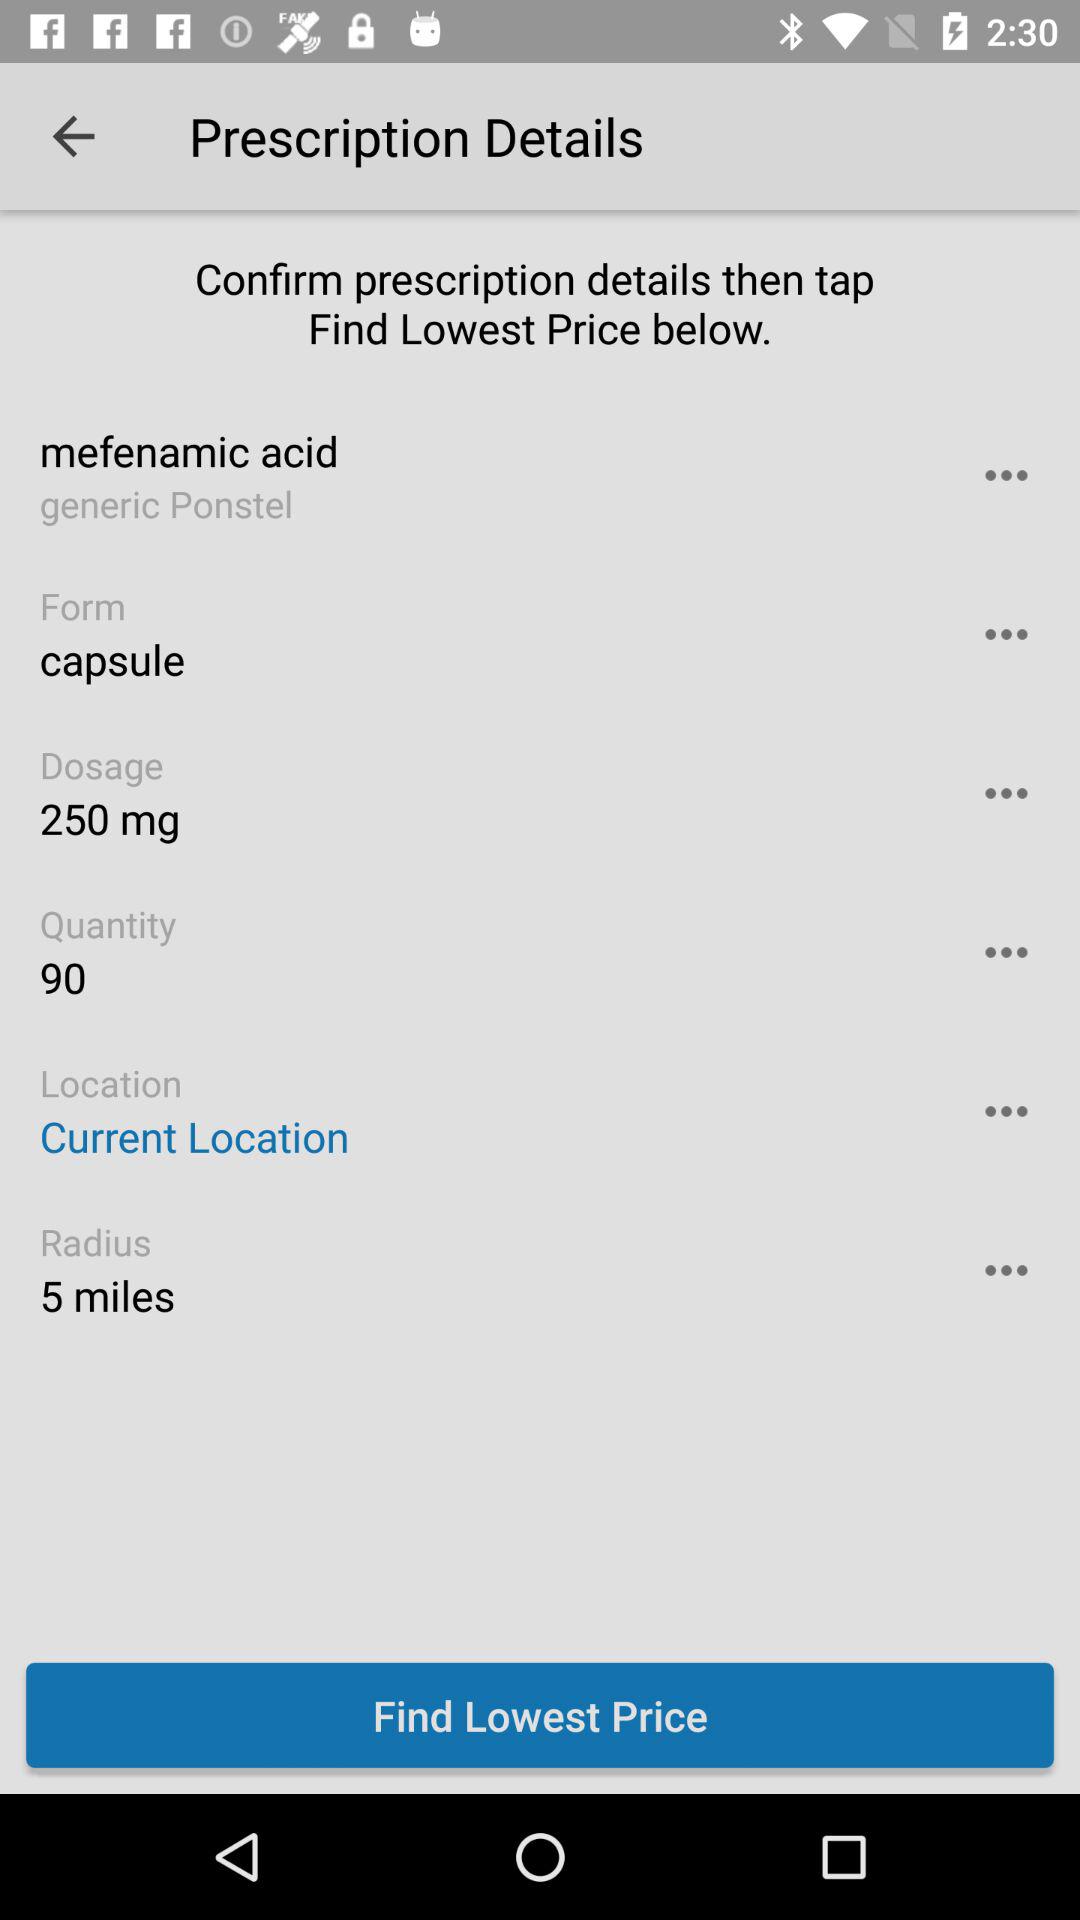 FAKE
2:30
Prescription Details
Confirm prescription details then tap
Find Lowest Price below.
mefenamic acid
generic Ponstel
Form
capsule
Dosage
250 mg
Quantity
90
Location
Current Location
Radius
5 miles
Find Lowest Price